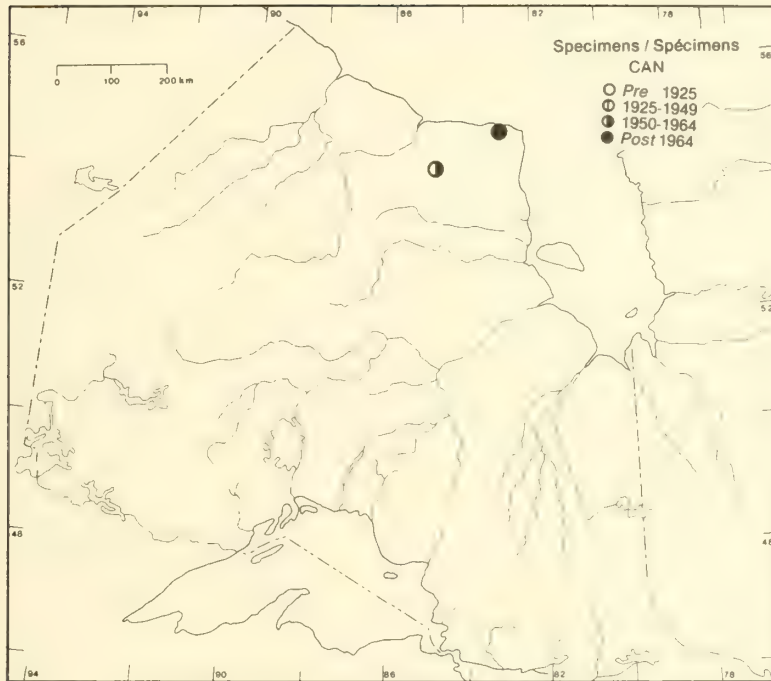 94 90 86 82 78
56 56
Specimens / Spécimens
CAN
Pre 1925
1925-1949
1950-1964
Post 1964
0 100 200 km
52 52
48 48
94 90 86 82 78